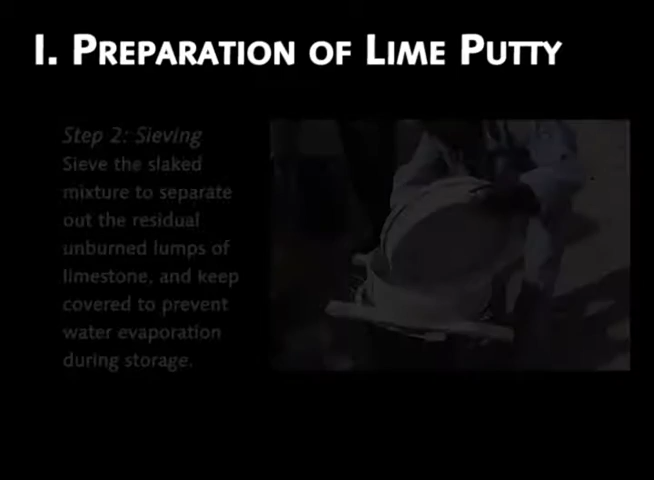 I. Preparation of Lime Putty
Step 2: Sieving
Sieve the slaked
mixture to separate
out the residual
unburned lumps of
limestone, and keep
covered to prevent
water evaporation
during storage.